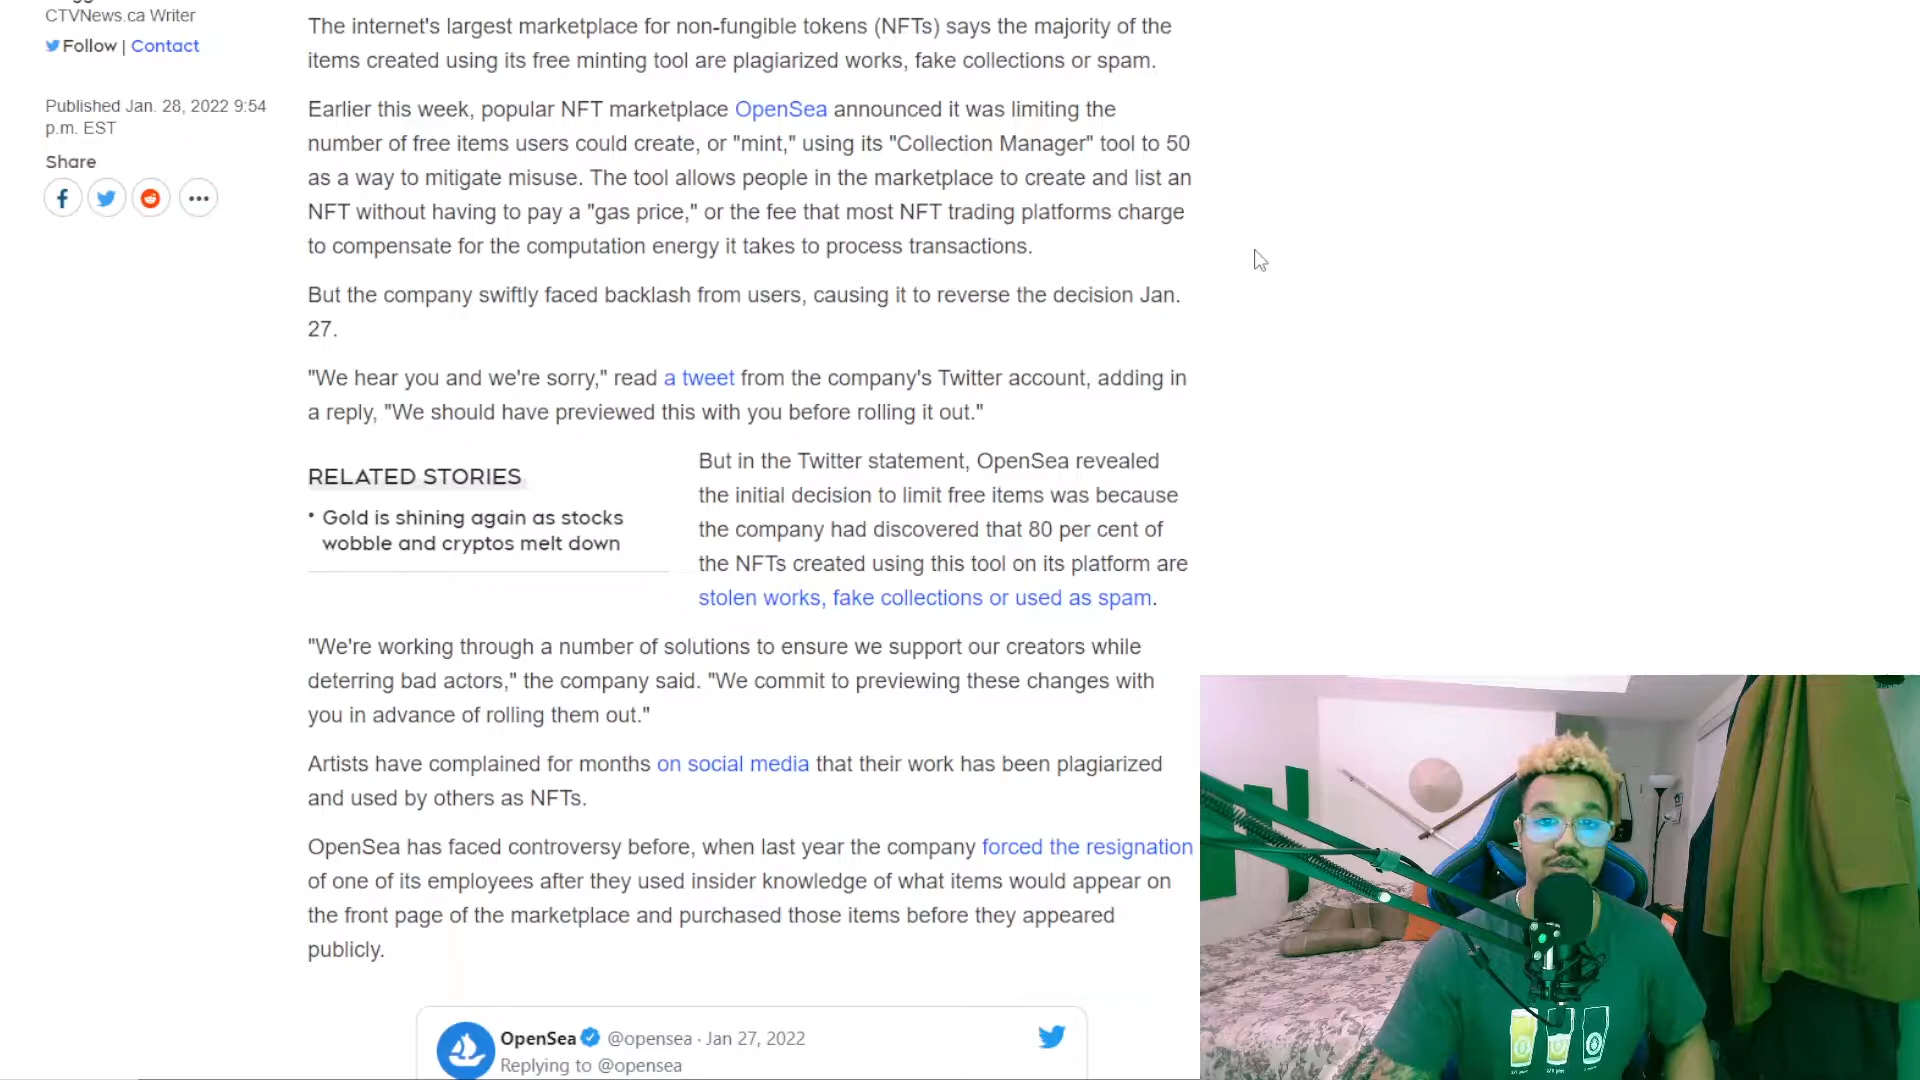 CTVNews.ca Writer
Follow | Contact
Published Jan. 28, 2022 9:54
p.m. EST
Share
The internet's largest marketplace for non-fungible tokens (NFTs) says the majority of the
items created using its free minting tool are plagiarized works, fake collections or spam.
Earlier this week, popular NFT marketplace OpenSea announced it was limiting the
number of free items users could create, or "mint," using its "Collection Manager" tool to 50
as a way to mitigate misuse. The tool allows people in the marketplace to create and list an
NFT without having to pay a "gas price," or the fee that most NFT trading platforms charge
to compensate for the computation energy it takes to process transactions.
But the company swiftly faced backlash from users, causing it to reverse the decision Jan.
27.
"We hear you and we're sorry," read a tweet from the company's Twitter account, adding in
a reply, "We should have previewed this with you before rolling it out."
RELATED STORIES
• Gold is shining again as stocks
wobble and cryptos melt down
But in the Twitter statement, OpenSea revealed
the initial decision to limit free items was because
the company had discovered that 80 per cent of
the NFTs created using this tool on its platform are
stolen works, fake collections or used as spam.
"We're working through a number of solutions to ensure we support our creators while
deterring bad actors," the company said. "We commit to previewing these changes with
you in advance of rolling them out."
Artists have complained for months on social media that their work has been plagiarized
and used by others as NFTs.
OpenSea has faced controversy before, when last year the company forced the resignation
of one of its employees after they used insider knowledge of what items would appear on
the front page of the marketplace and purchased those items before they appeared
publicly.
OpenSea @opensea · Jan 27, 2022
Replying to @opensea